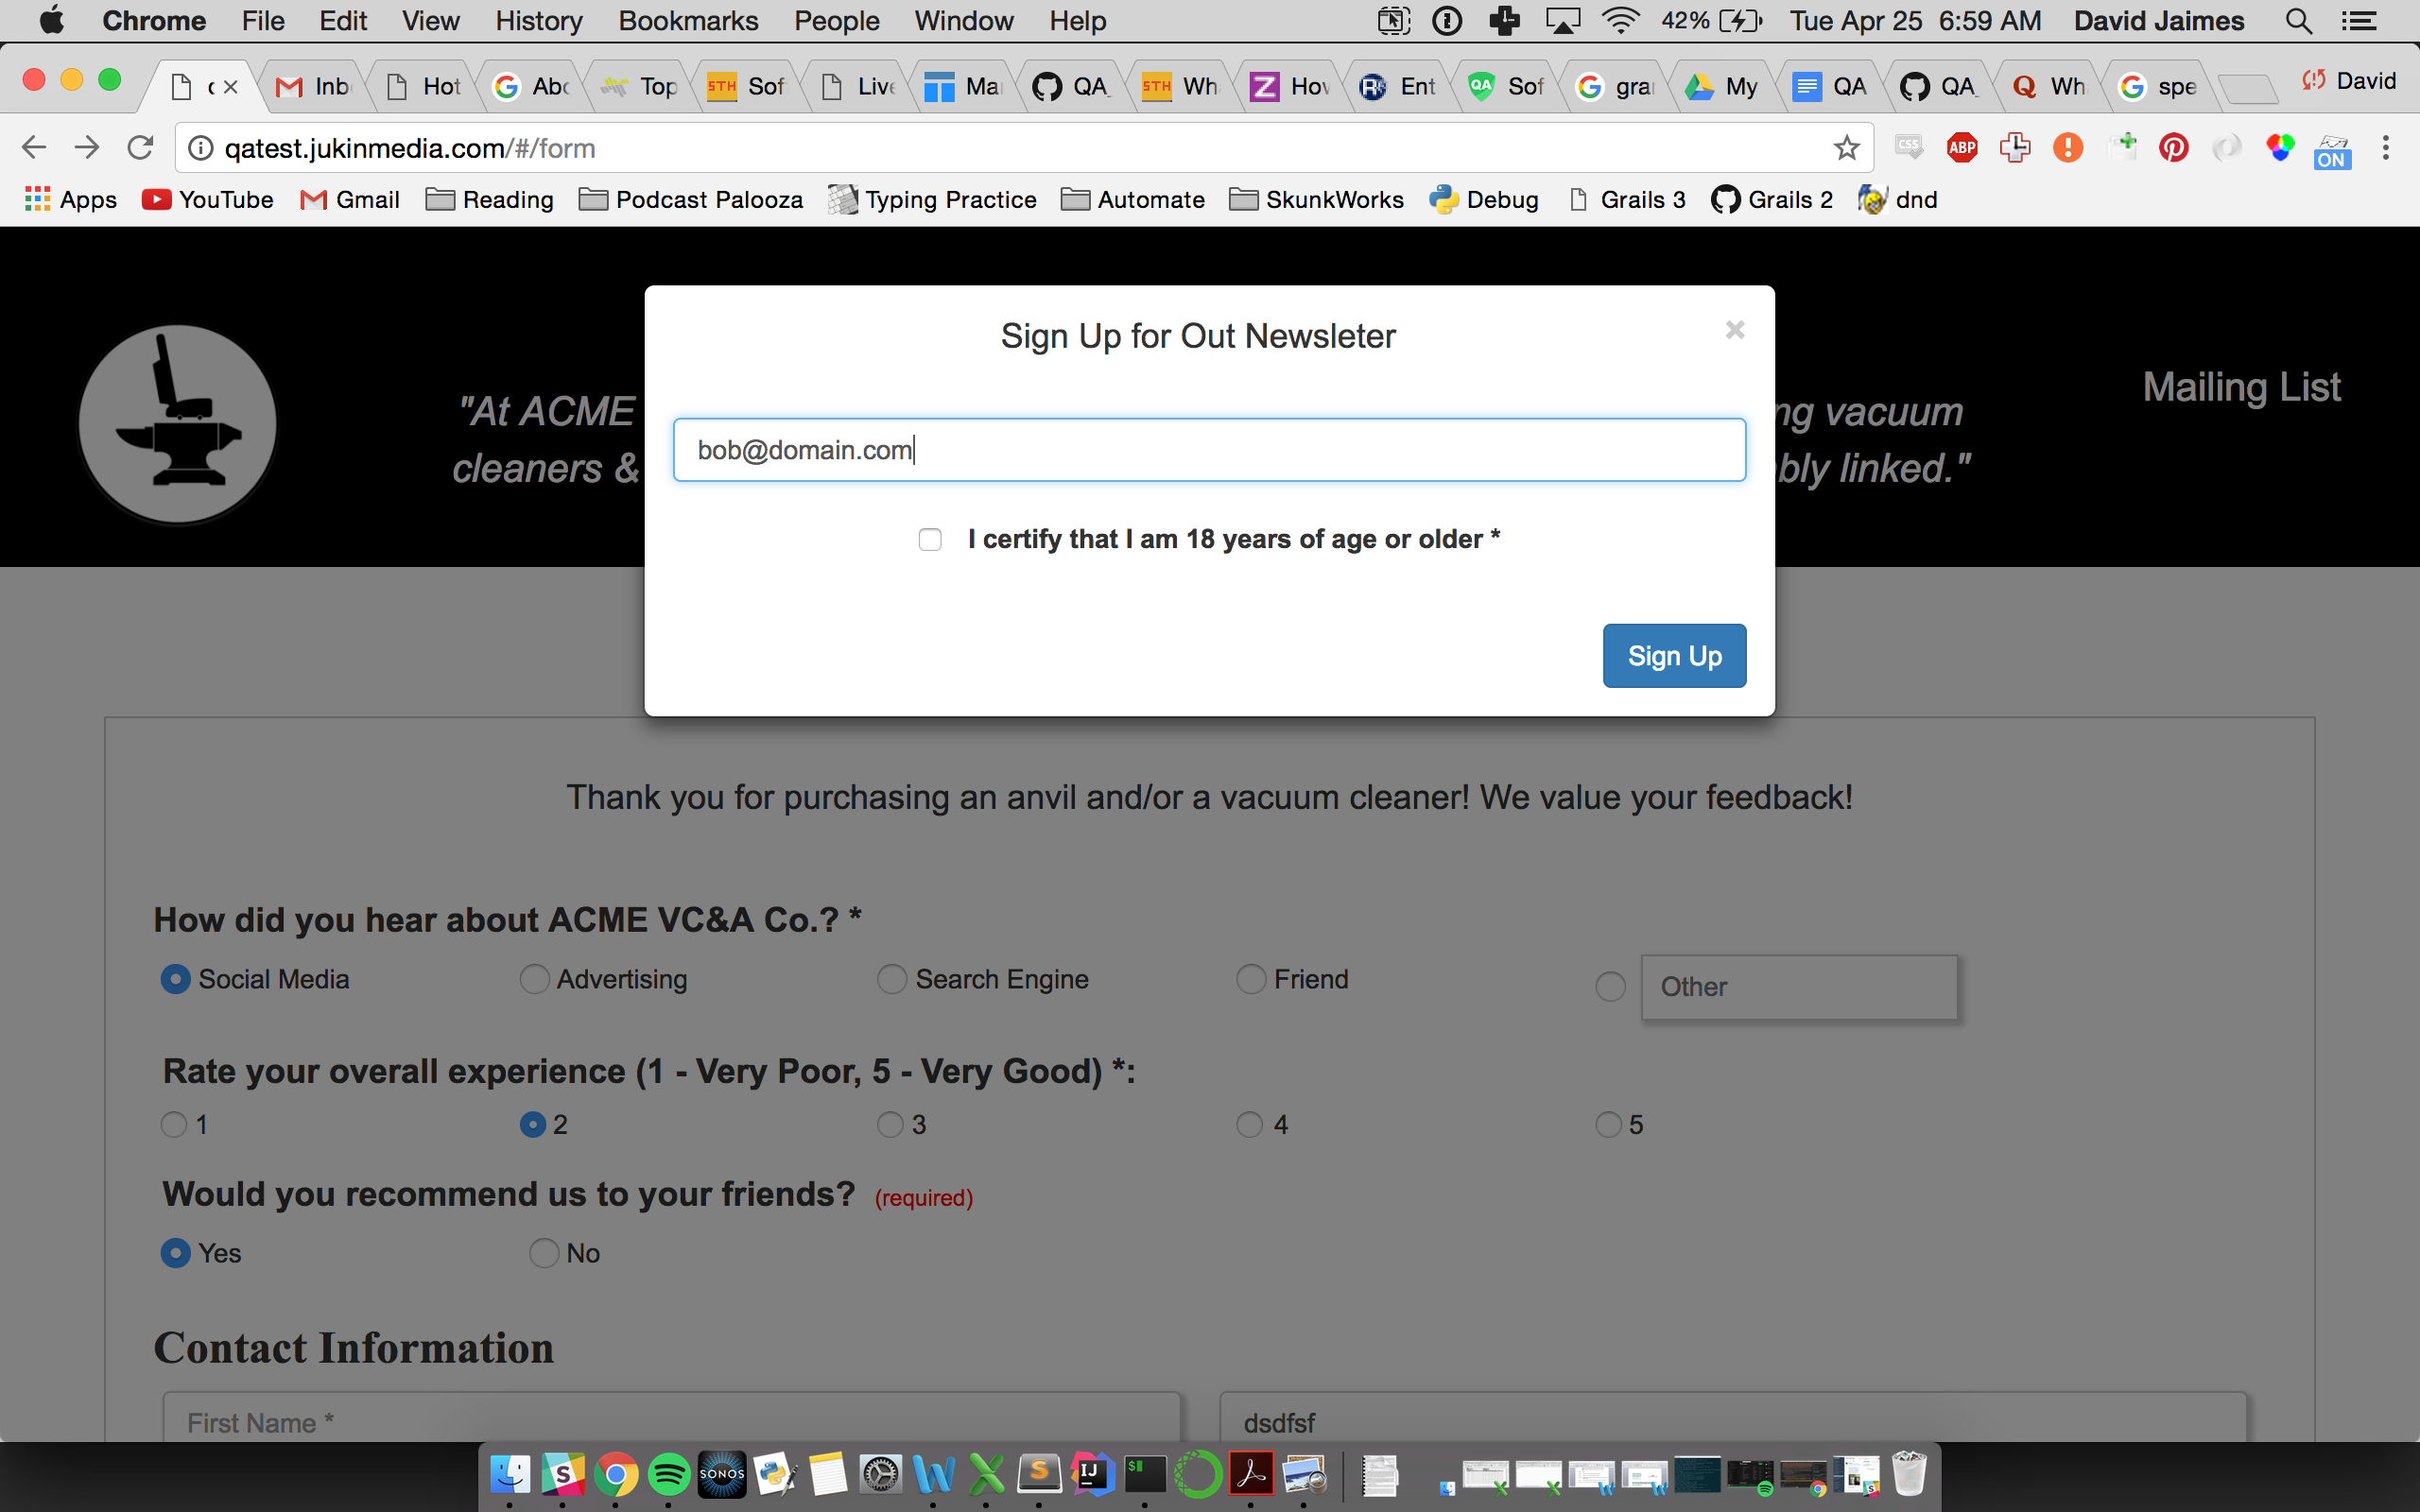 Chrome File Edit View History Bookmarks People Window Help 42% Tue Apr 25 6:59 AM David Jaimes
Inb Hot Abc Top STH Sof Live Ma QA STH Wh How Ent QA Sof gra My QA QA Wh spe David
qatest.jukinmedia.com/#/form CSS ABP ON
Apps YouTube Gmail Reading Podcast Palooza Typing Practice Automate SkunkWorks Debug Grails 3 Grails 2 dnd
Sign Up for Out Newsleter ×
Mailing List
"At ACME ng vacuum
cleaners & bly linked."
bob@domain.com
I certify that I am 18 years of age or older *
Sign Up
Thank you for purchasing an anvil and/or a vacuum cleaner! We value your feedback!
How did you hear about ACME VC&A Co.? *
Social Media Advertising Search Engine Friend Other
Rate your overall experience (1 - Very Poor, 5 - Very Good) *:
1 2 3 4 5
Would you recommend us to your friends? (required)
Yes No
Contact Information
First Name * dsdfsf
SONOS IJ $